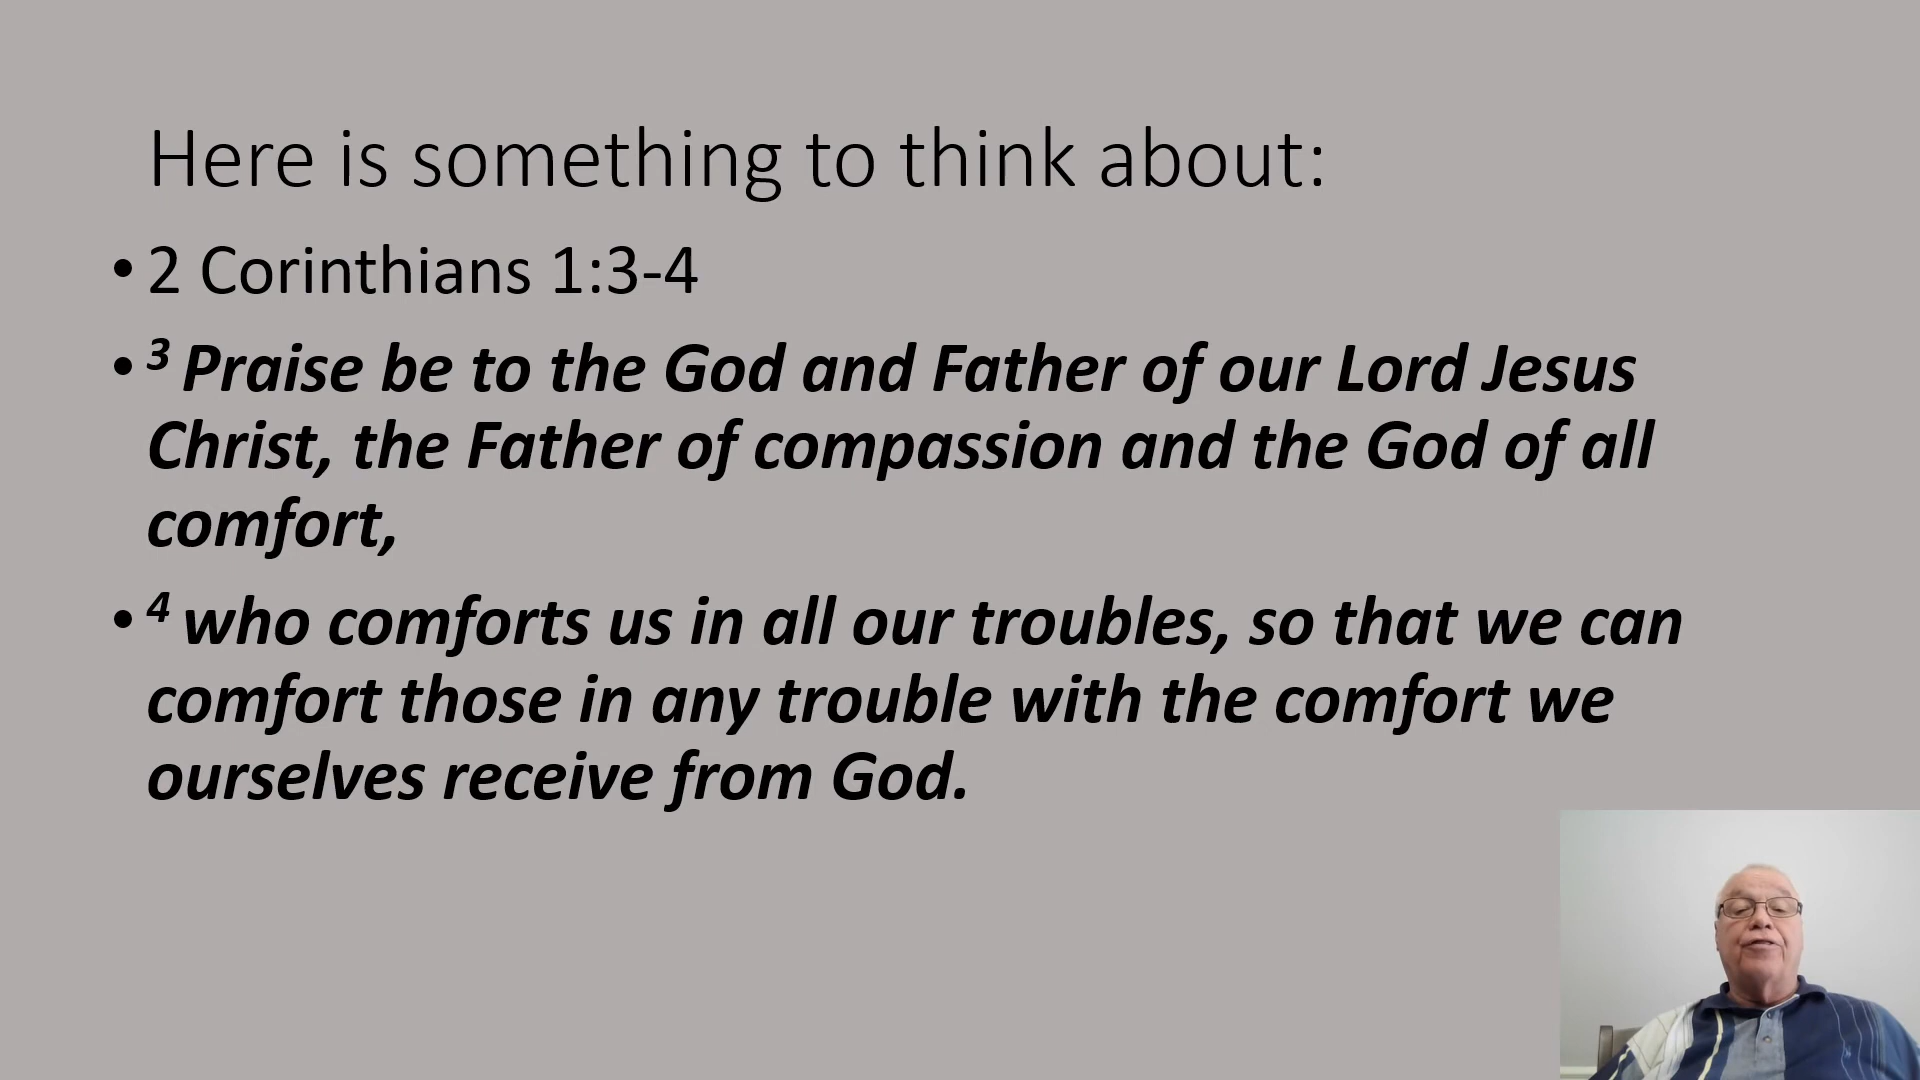 Here is something to think about:
• 2 Corinthians 1:3-4
• 3 Praise be to the God and Father of our Lord Jesus
Christ, the Father of compassion and the God of all
comfort,
• 4 who comforts us in all our troubles, so that we can
comfort those in any trouble with the comfort we
ourselves receive from God.